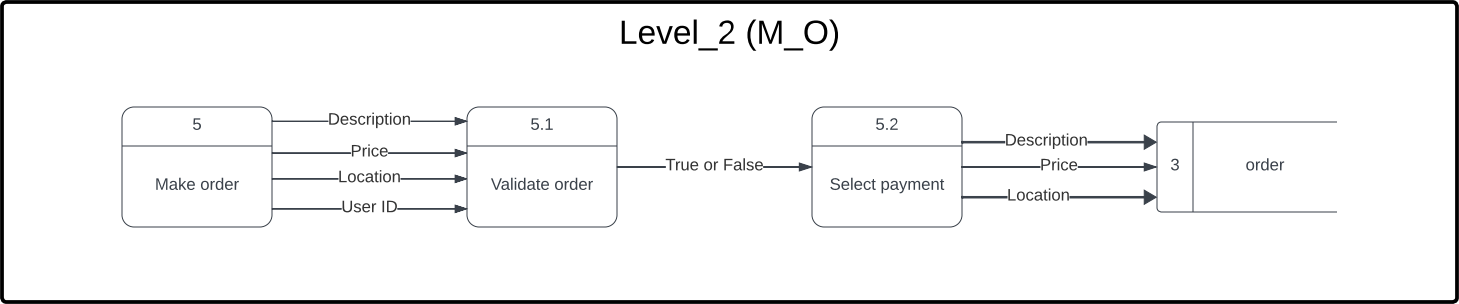 Level_2 (M_O)
5
Make order
Description
Price
Location
User ID
5.1
Validate order
True or False
5.2
Select payment
Description
Price
Location
3
order